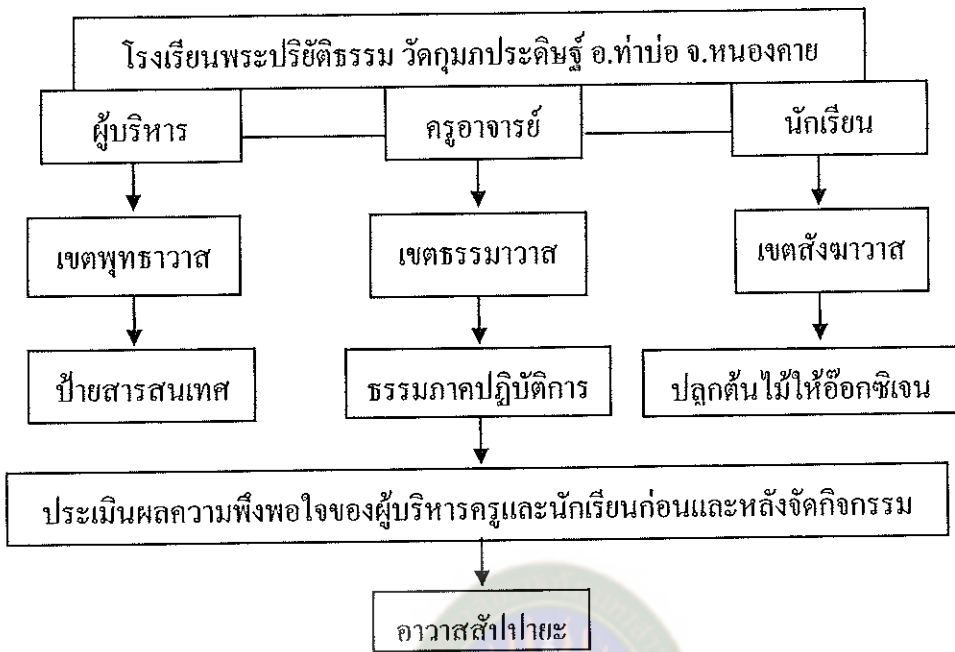 โรงเรียนพระปริยัติธรรม วัดกุมภประดิษฐ์ อ.ท่าบ่อ จ.หนองคาย
ผู้บริหาร
ครูอาจารย์
นักเรียน
เขตพุทธาวาส
เขตธรรมาวาส
เขตสังฆาวาส
ป้ายสารสนเทศ
ธรรมภาคปฏิบัติการ
ปลูกต้นไม้ให้อ๊อกซิเจน
ประเมินผลความพึงพอใจของผู้บริหารครูและนักเรียนก่อนและหลังจัดกิจกรรม
อาวาสสัปปายะ